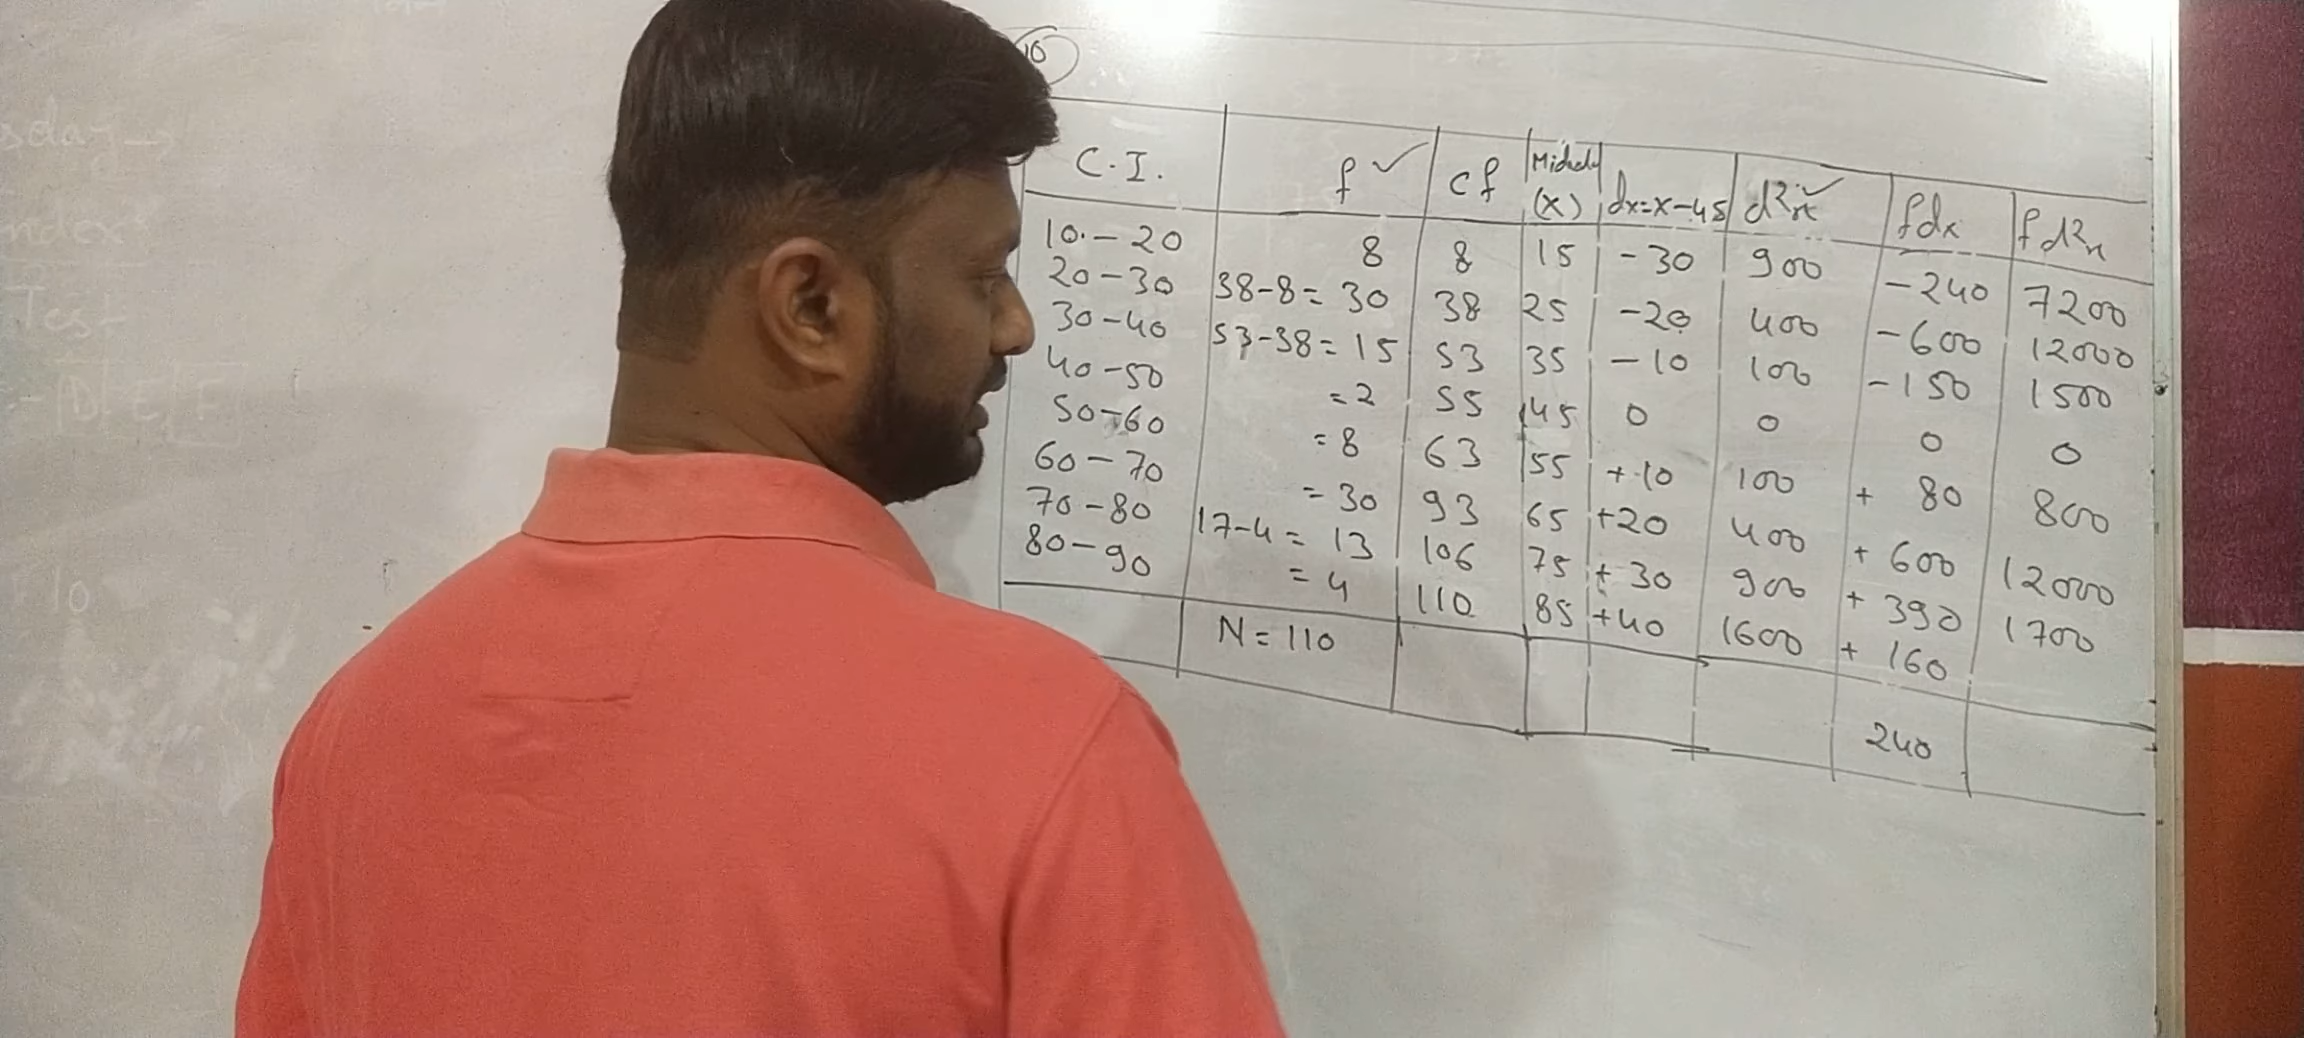 sday →
ndex
Test
D E F
10
10
C.I. f ✓ cf (x) dx=x-45 d²x ✓ fdx fd²x
10-20 8 8 15 -30 900 -240 7200
20-30 38-8= 30 38 25 -20 400 -600 12000
30-40 53-38= 15 53 35 -10 100 -150 1500
40-50 =2 55 45 0 0 0 0
50-60 =8 63 55 +10 100 + 80 800
60-70 =30 93 65 +20 400 + 600 12000
70-80 17-4= 13 106 75 +30 900 + 390 1700
80-90 =4 110 85 +40 1600 + 160
N=110 240